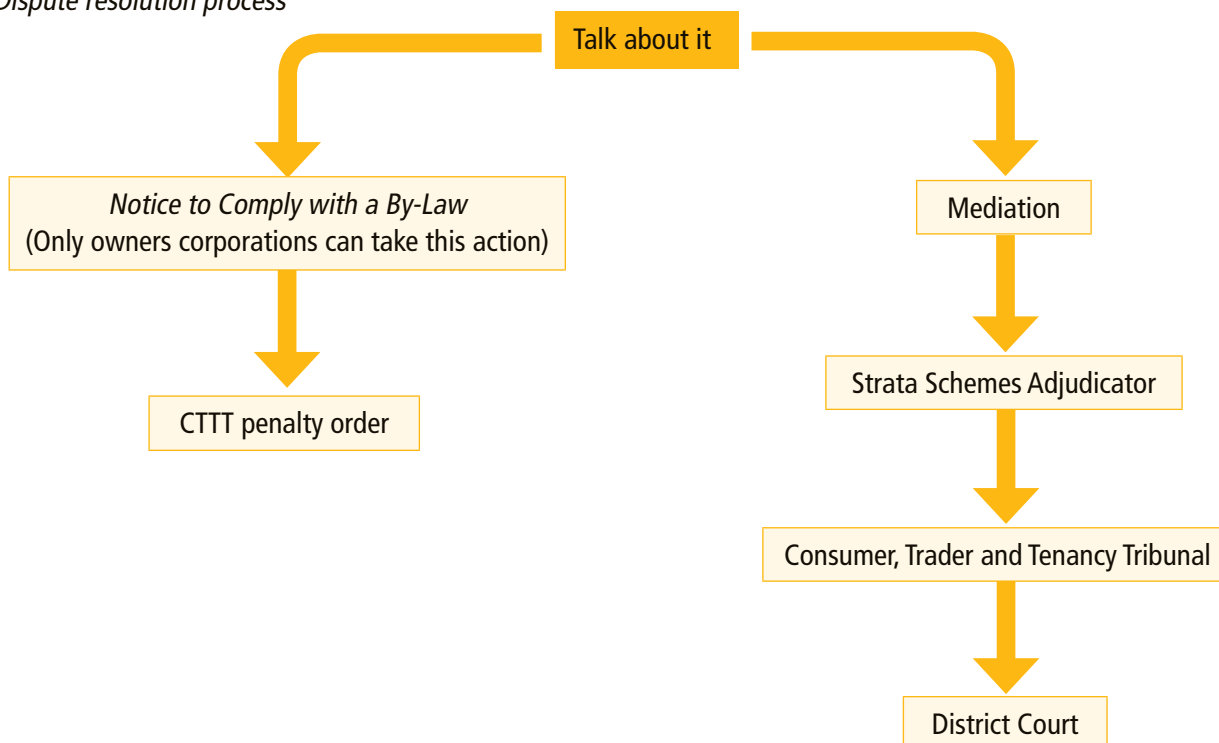 Dispute resolution process
Talk about it
Notice to Comply with a By-Law
(Only owners corporations can take this action)
CTTT penalty order
Mediation
Strata Schemes Adjudicator
Consumer, Trader and Tenancy Tribunal
District Court